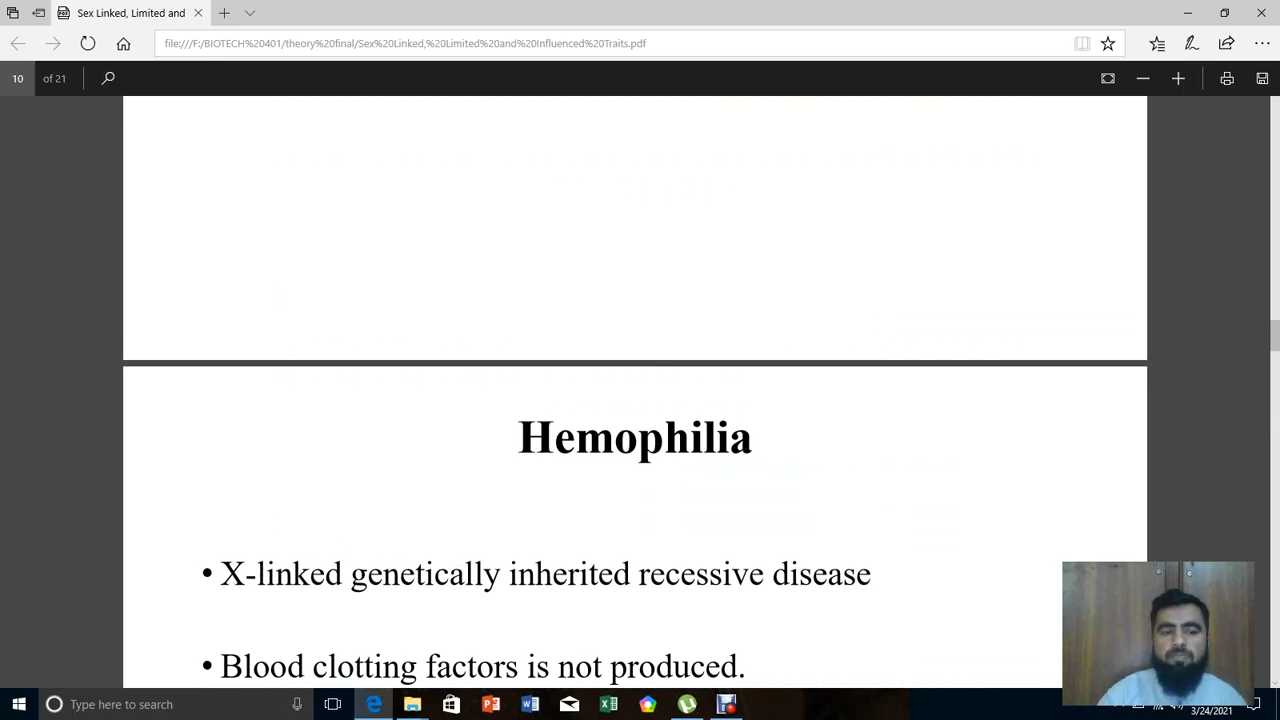 Sex Linked, Limited and
file:///F:/BIOTECH%20401/theory%20final/Sex%20Linked,%20Limited%20and%20Influenced%20Traits.pdf
10 of 21
Hemophilia
• X-linked genetically inherited recessive disease
• Blood clotting factors is not produced.
Type here to search
3/24/2021